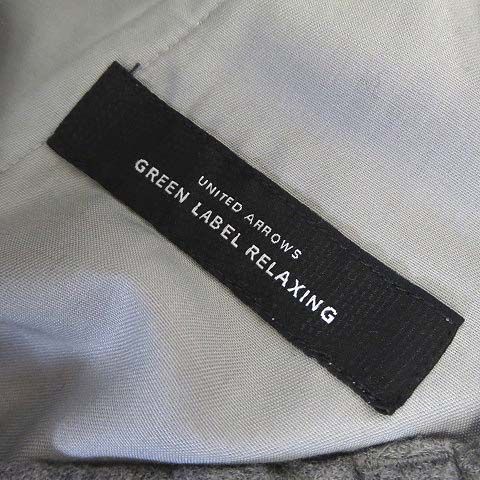 UNITED ARROWS
GREEN LABEL RELAXING